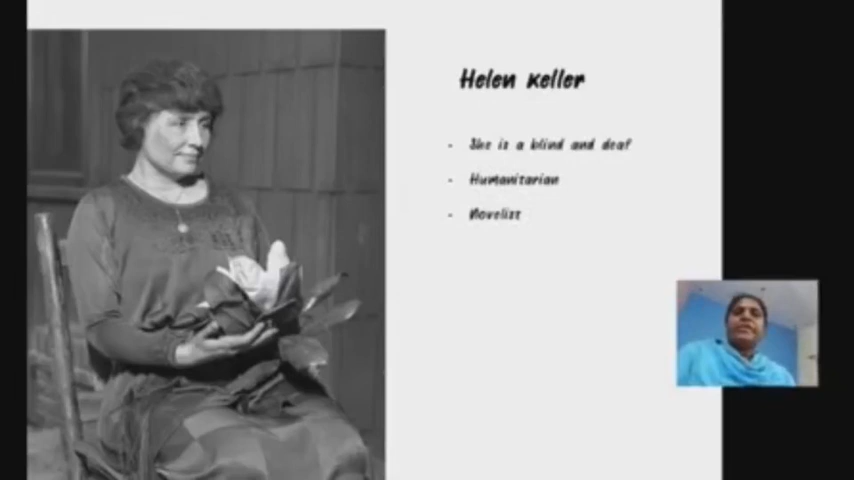 Helen Keller
- She is a blind and deaf
- Humanitarian
- Novelist